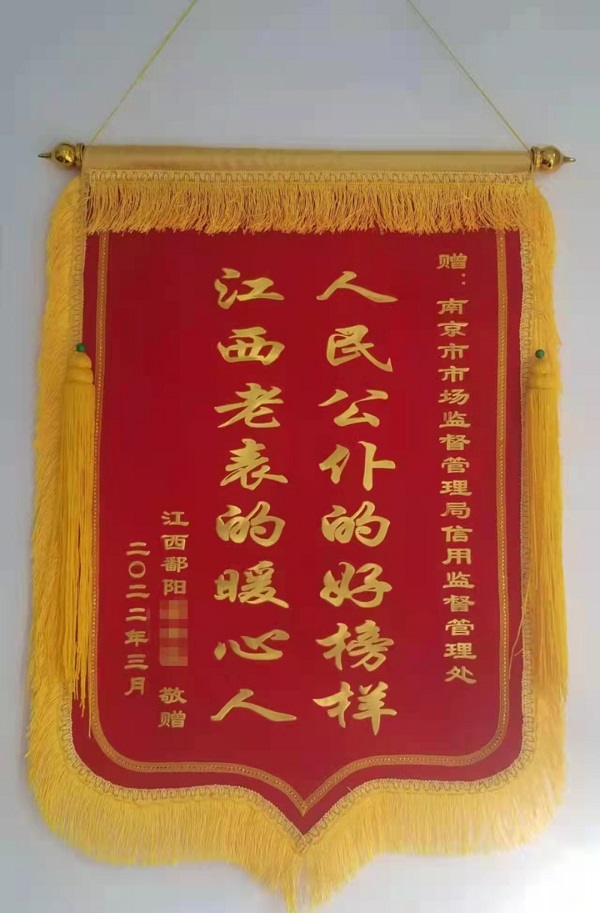 赠：南京市市场监督管理局信用监督管理处
人民公仆的好榜样
江西老表的暖心人
江西鄱阳 敬赠
二〇二二年三月